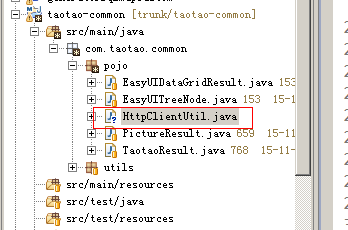 taotao-common [trunk/taotao-common]
src/main/java
com.taotao.common
pojo
EasyUIDataGridResult.java 153
EasyUITreeNode.java 153 15-11-
HttpClientUtil.java
PictureResult.java 659 15-11-
TaotaoResult.java 768 15-11-
utils
src/main/resources
src/test/java
src/test/resources